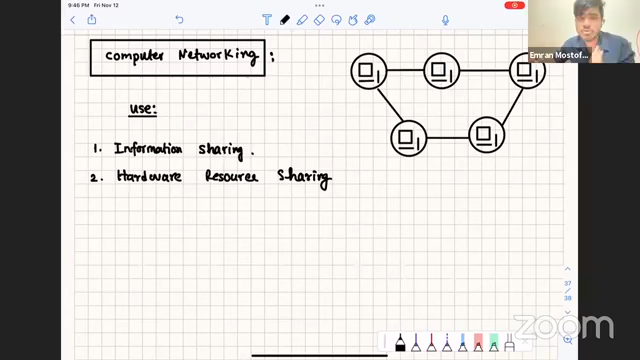 9:46 PM Fri Nov 12
Emran Mostof...
Computer Networking :
use:
1. Information sharing.
2. Hardware Resource Sharing
37
/
38
zoom